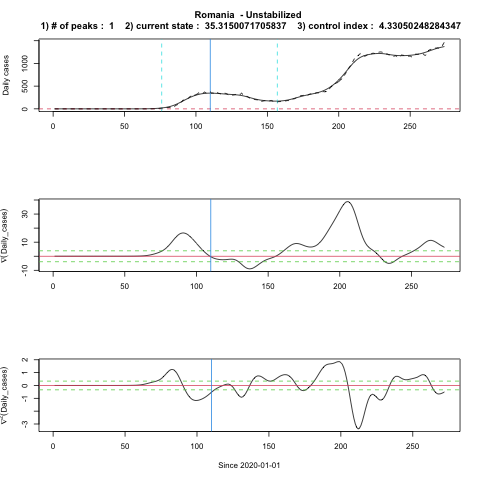 Romania - Unstabilized
1) # of peaks : 1 2) current state : 35.3150071705837 3) control index : 4.33050248284347
Daily cases
0 500 1000
0 50 100 150 200 250
∇(Daily_cases)
-10 10 30
0 50 100 150 200 250
∇²(Daily_cases)
-3 -1 0 1 2
0 50 100 150 200 250
Since 2020-01-01